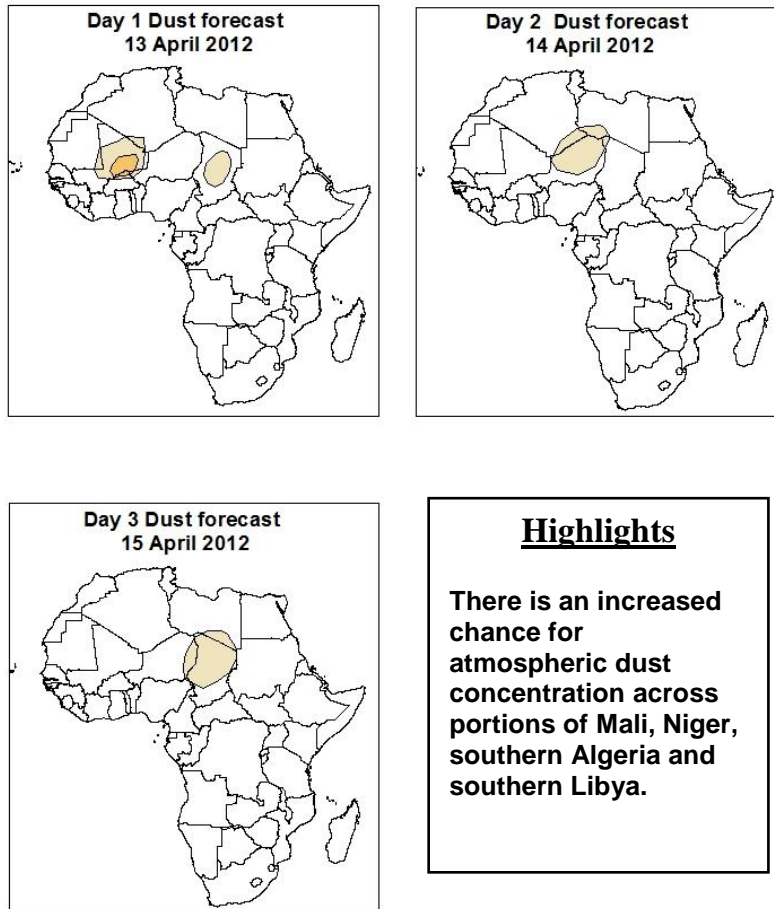 Day 1 Dust forecast
13 April 2012
Day 2 Dust forecast
14 April 2012
Day 3 Dust forecast
15 April 2012
Highlights
There is an increased
chance for
atmospheric dust
concentration across
portions of Mali, Niger,
southern Algeria and
southern Libya.